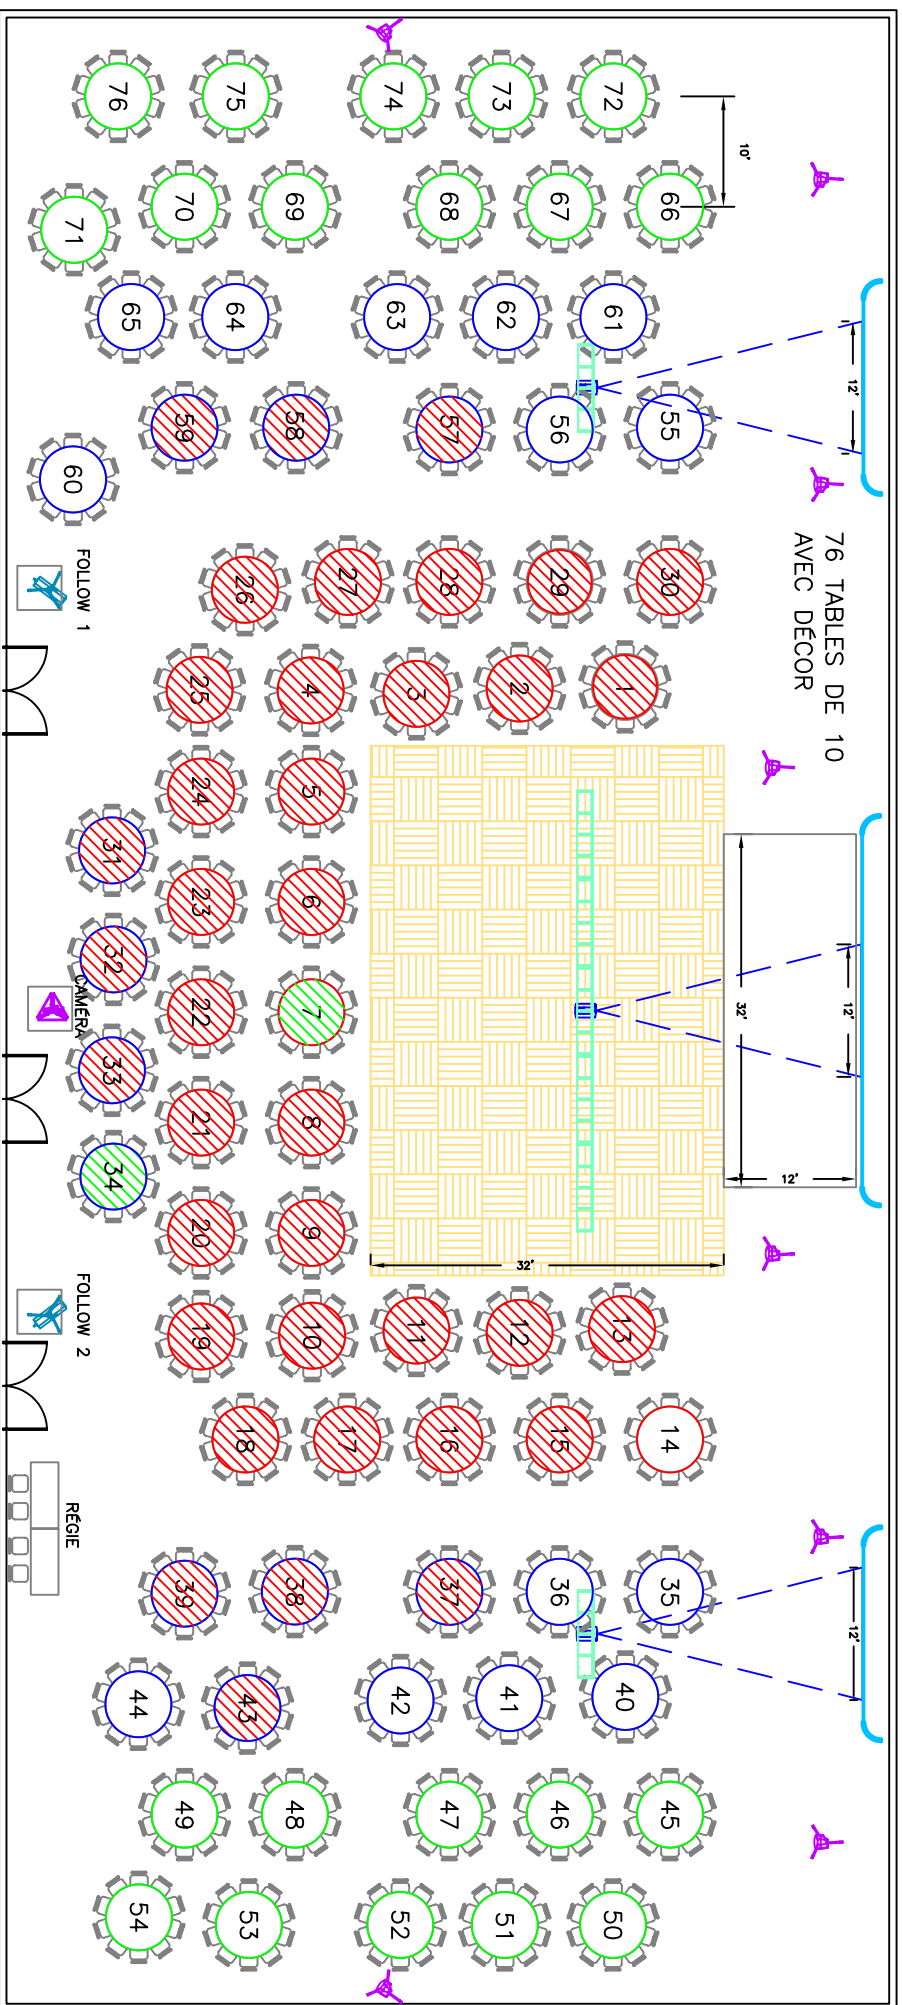 12'
12'
12'
76 TABLES DE 10
AVEC DÉCOR
12'
10'
32'
66 55 30 14 35 45
72 61 1 13 40 50
67 56 29 15 36 46
32'
73 62 2 12 41 51
68 57 28 16 37 47
74 63 3 11 42 52
27 17
69 58 4 5 6 7 8 9 10 38 48
75 64 26 18 43 53
70 59 25 24 23 22 21 20 19 39 49
76 65 31 32 33 34 44 54
71 60
FOLLOW 1
CAMÉRA
FOLLOW 2
RÉGIE